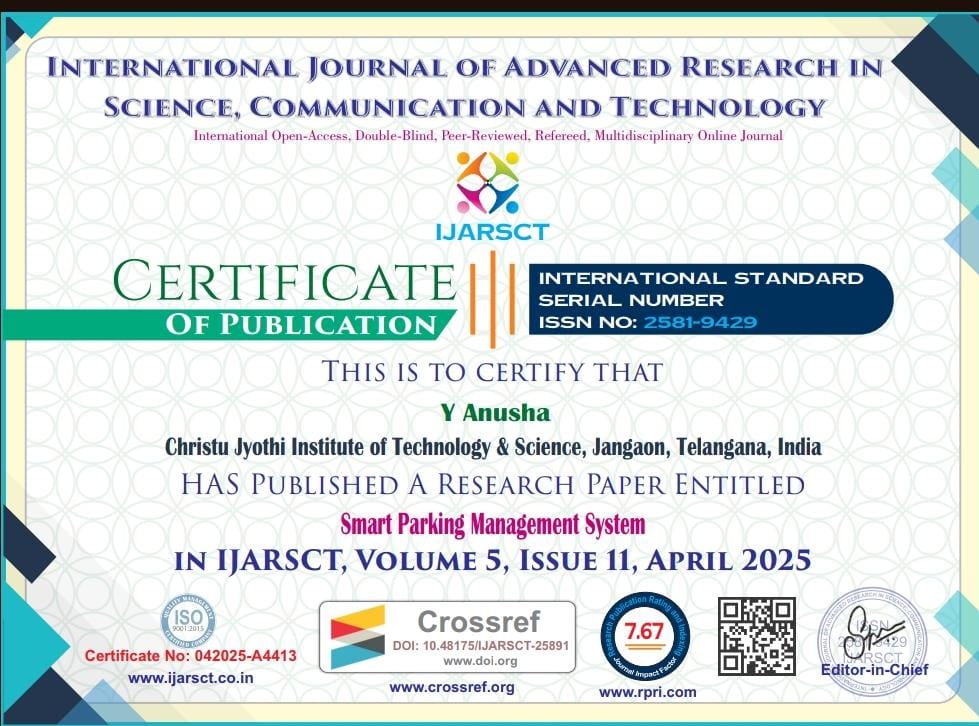 INTERNATIONAL JOURNAL OF ADVANCED RESEARCH IN
SCIENCE, COMMUNICATION AND TECHNOLOGY
International Open-Access, Double-Blind, Peer-Reviewed, Refereed, Multidisciplinary Online Journal
IJARSCT
CERTIFICATE
OF PUBLICATION
INTERNATIONAL STANDARD
SERIAL NUMBER
ISSN NO: 2581-9429
THIS IS TO CERTIFY THAT
Y Anusha
Christu Jyothi Institute of Technology & Science, Jangaon, Telangana, India
HAS PUBLISHED A RESEARCH PAPER ENTITLED
Smart Parking Management System
IN IJARSCT, VOLUME 5, ISSUE 11, APRIL 2025
QUALITY MANAGEMENT
ISO
9001:2015
CERTIFIED COMPANY
Certificate No: 042025-A4413
www.ijarsct.co.in
Crossref
DOI: 10.48175/IJARSCT-25891
www.doi.org
www.crossref.org
Research Publication Rating and Indexing
7.67
Journal Impact Factor
www.rpri.com
ISSN
2581-9429
IJARSCT
Editor-in-Chief